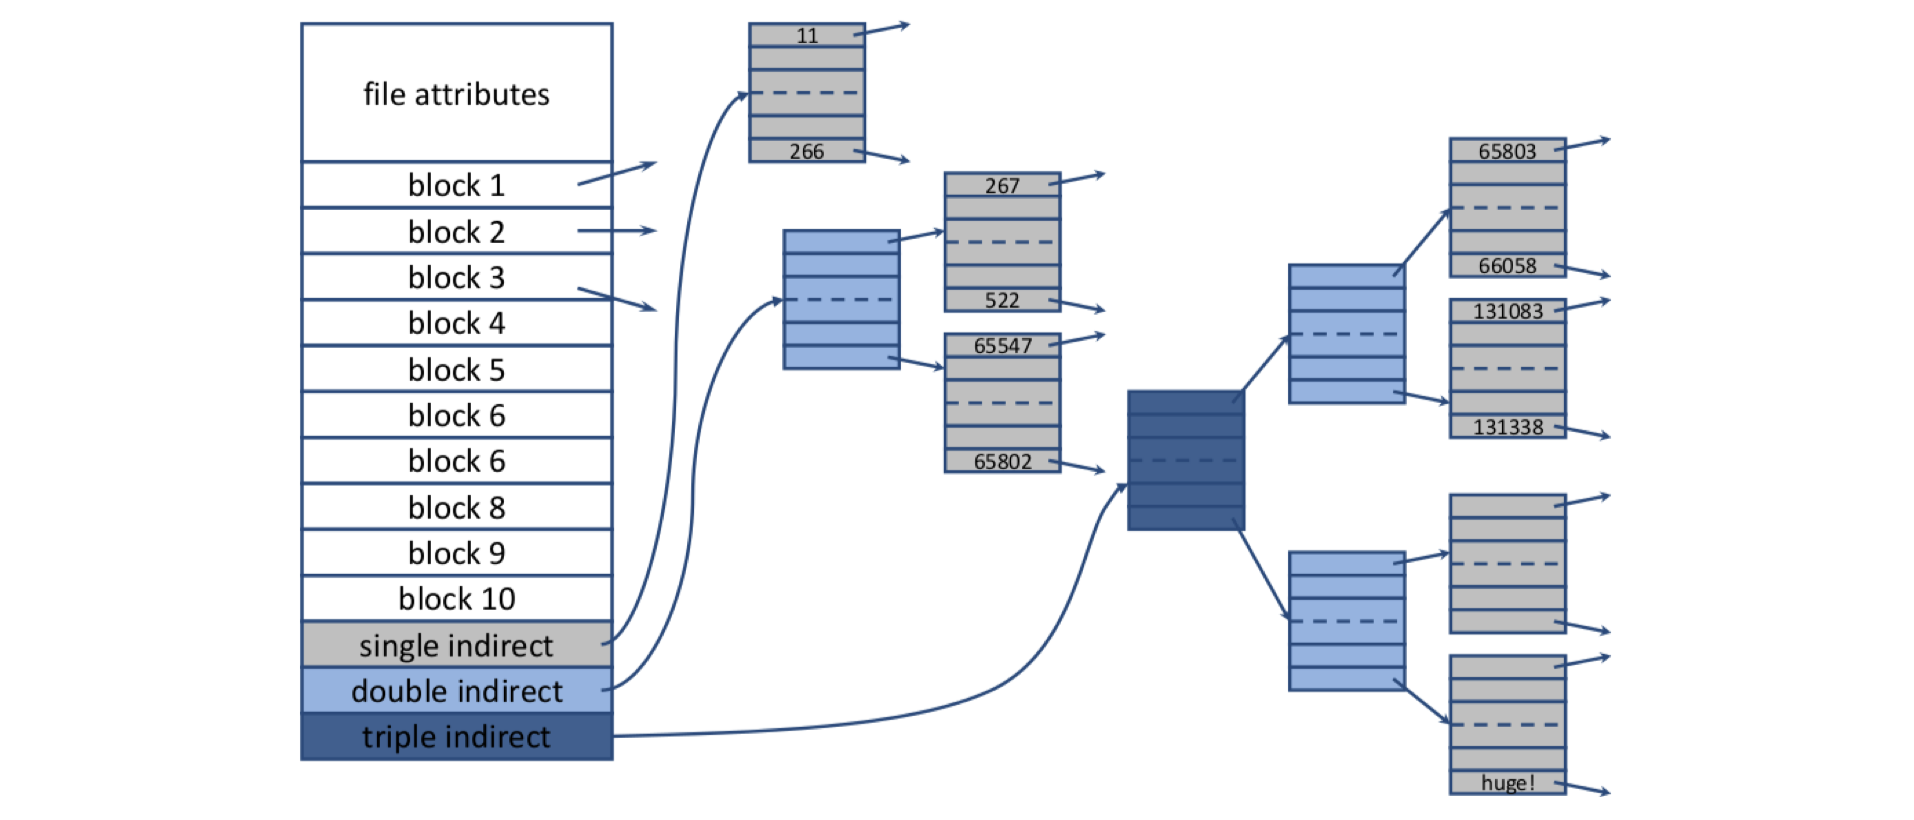 file attributes
block 1
block 2
block 3
block 4
block 5
block 6
block 6
block 8
block 9
block 10
single indirect
double indirect
triple indirect
11
266
267
522
65547
65802
65803
66058
131083
131338
huge!